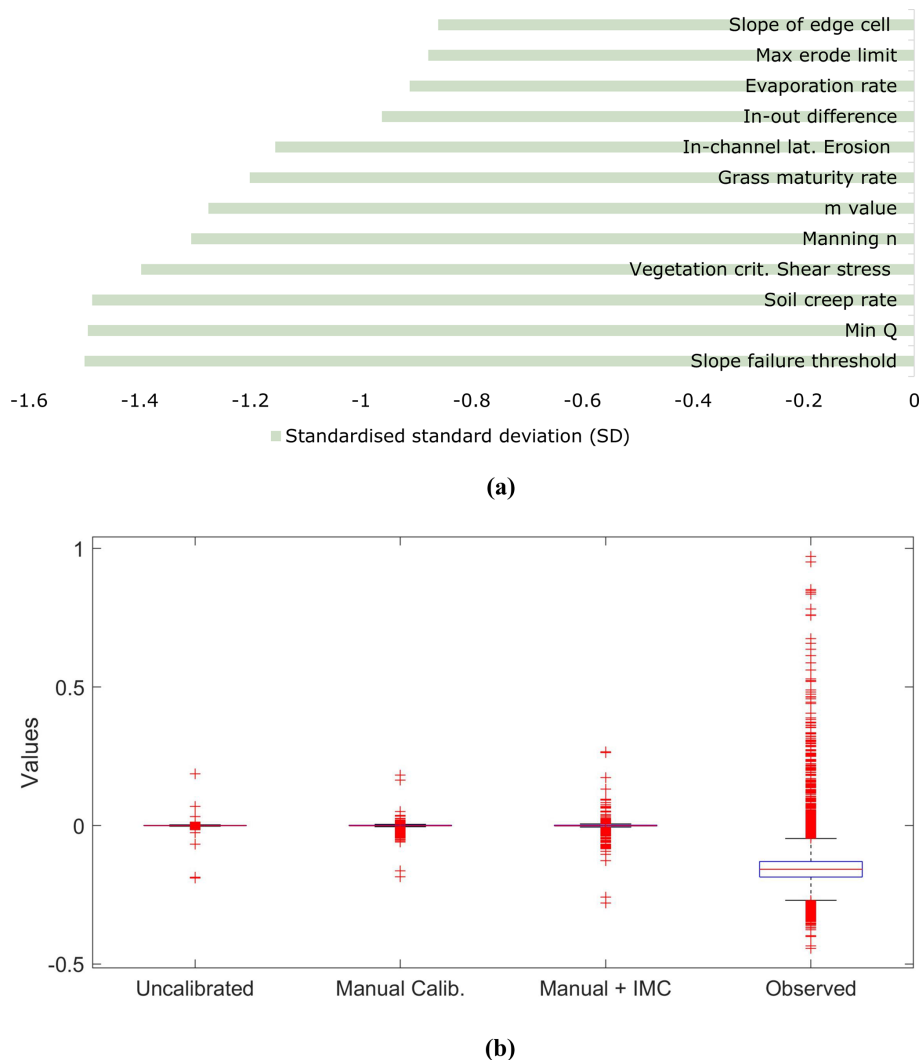 Slope of edge cell
Max erode limit
Evaporation rate
In-out difference
In-channel lat. Erosion
Grass maturity rate
m value
Manning n
Vegetation crit. Shear stress
Soil creep rate
Min Q
Slope failure threshold
-1.6 -1.4 -1.2 -1 -0.8 -0.6 -0.4 -0.2 0
Standardised standard deviation (SD)
(a)
1
0.5
Values
0
-0.5
Uncalibrated Manual Calib. Manual + IMC Observed
(b)